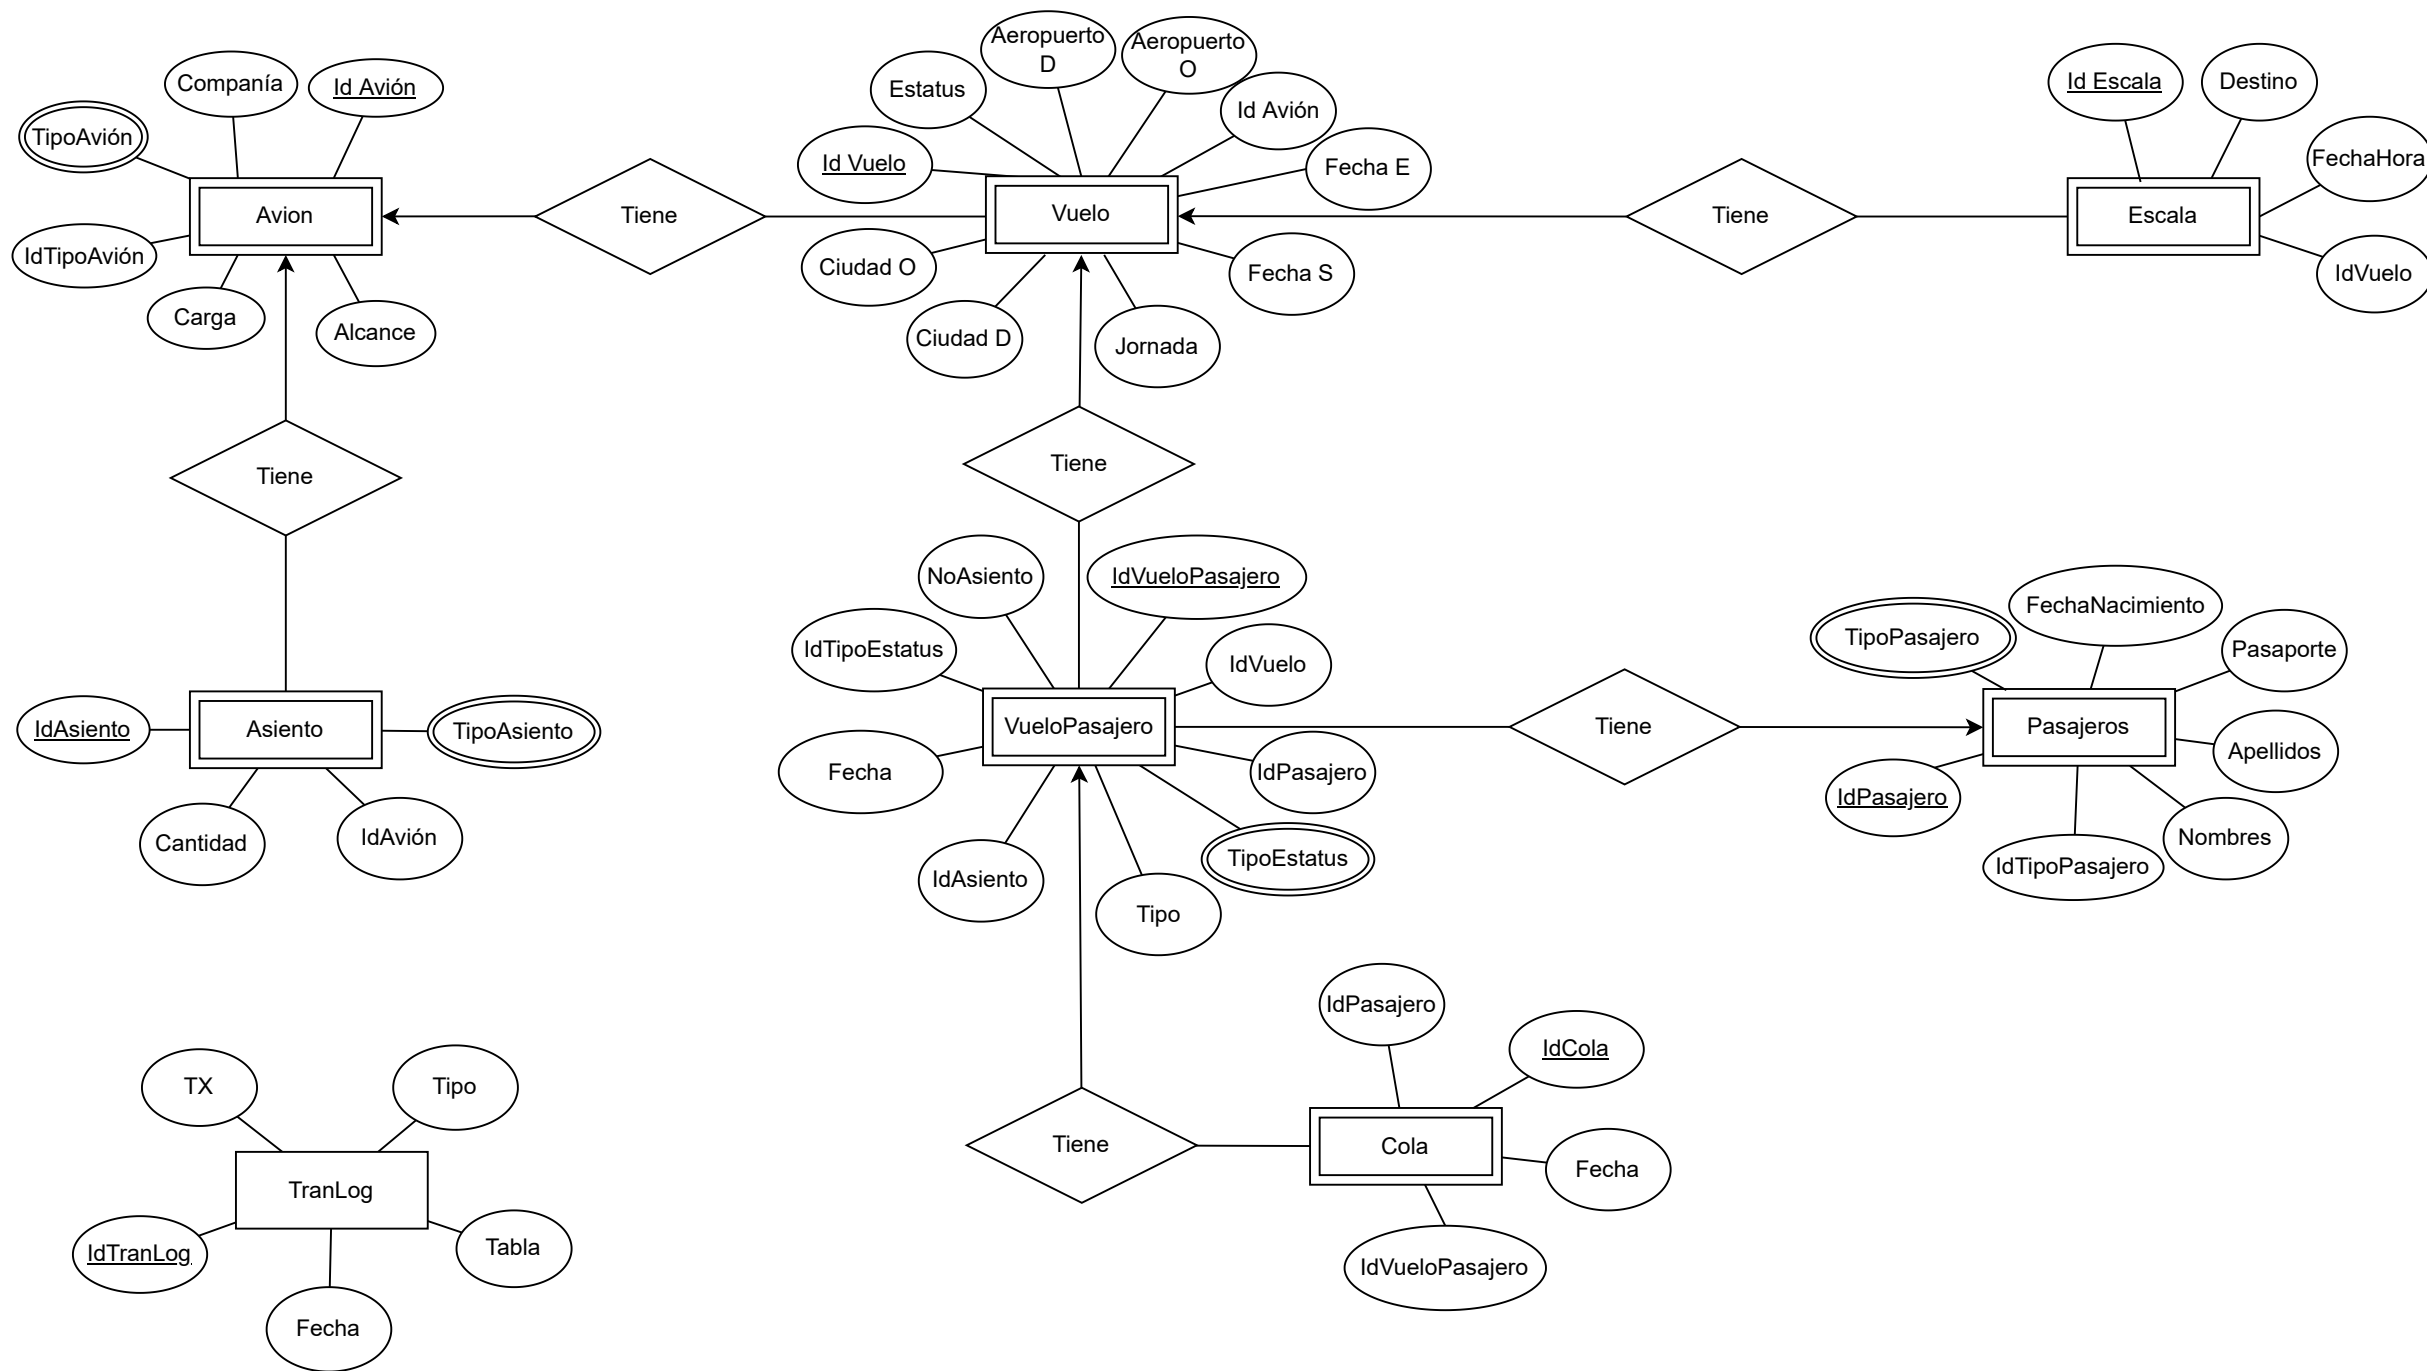 Aeropuerto
D
Aeropuerto
O
Compañía
Id Avión
Estatus
Id Avión
Id Escala
Destino
TipoAvión
Id Vuelo
Fecha E
FechaHora
Avion
Tiene
Vuelo
Tiene
Escala
IdTipoAvión
Ciudad O
Fecha S
IdVuelo
Carga
Alcance
Ciudad D
Jornada
Tiene
Tiene
NoAsiento
IdVueloPasajero
FechaNacimiento
TipoPasajero
IdTipoEstatus
IdVuelo
Pasaporte
IdAsiento
Asiento
TipoAsiento
VueloPasajero
Tiene
Pasajeros
Apellidos
Fecha
IdPasajero
IdPasajero
Cantidad
IdAvión
TipoEstatus
Nombres
IdAsiento
IdTipoPasajero
Tipo
IdPasajero
IdCola
TX
Tipo
Tiene
Cola
Fecha
TranLog
IdTranLog
Tabla
IdVueloPasajero
Fecha